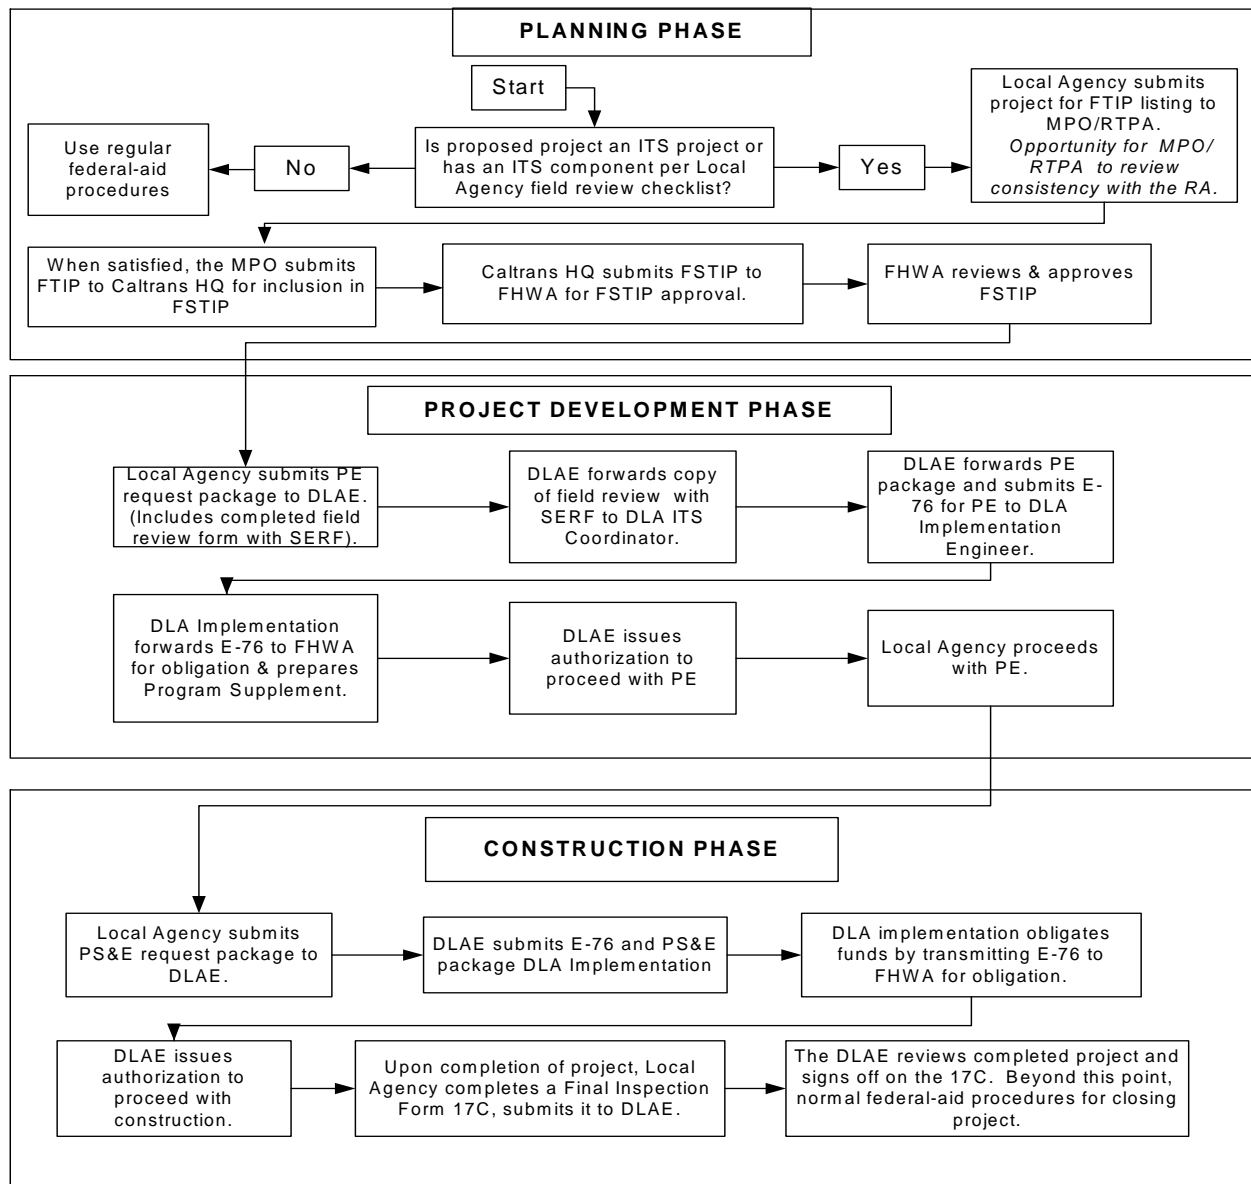 PLANNING PHASE
Start
Is proposed project an ITS project or
has an ITS component per Local
Agency field review checklist?
No
Use regular
federal-aid
procedures
Yes
Local Agency submits
project for FTIP listing to
MPO/RTPA.
Opportunity for MPO/
RTPA to review
consistency with the RA.
When satisfied, the MPO submits
FTIP to Caltrans HQ for inclusion in
FSTIP
Caltrans HQ submits FSTIP to
FHWA for FSTIP approval.
FHWA reviews & approves
FSTIP
PROJECT DEVELOPMENT PHASE
Local Agency submits PE
request package to DLAE.
(Includes completed field
review form with SERF).
DLAE forwards copy
of field review with
SERF to DLA ITS
Coordinator.
DLAE forwards PE
package and submits E-
76 for PE to DLA
Implementation
Engineer.
DLA Implementation
forwards E-76 to FHWA
for obligation & prepares
Program Supplement.
DLAE issues
authorization to
proceed with PE
Local Agency proceeds
with PE.
CONSTRUCTION PHASE
Local Agency submits
PS&E request package to
DLAE.
DLAE submits E-76 and PS&E
package DLA Implementation
DLA implementation obligates
funds by transmitting E-76 to
FHWA for obligation.
DLAE issues
authorization to
proceed with
construction.
Upon completion of project, Local
Agency completes a Final Inspection
Form 17C, submits it to DLAE.
The DLAE reviews completed project and
signs off on the 17C. Beyond this point,
normal federal-aid procedures for closing
project.